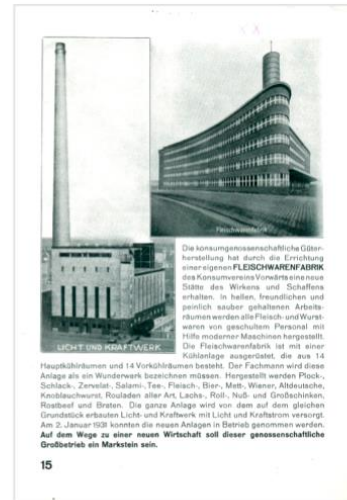 Fleischwarenfabrik
LICHT UND KRAFTWERK
Die konsumgenossenschaftliche Güter-
herstellung hat durch die Errichtung
einer eigenen FLEISCHWARENFABRIK
des Konsumvereins Vorwärts eine neue
Stätte des Wirkens und Schaffens
erhalten. In hellen, freundlichen und
peinlich sauber gehaltenen Arbeits-
räumen werden alle Fleisch- und Wurst-
waren von geschultem Personal mit
Hilfe moderner Maschinen hergestellt.
Die Fleischwarenfabrik ist mit einer
Kühlanlage ausgerüstet, die aus 14
Hauptkühlräumen und 14 Vorkühlräumen besteht. Der Fachmann wird diese
Anlage als ein Wunderwerk bezeichnen müssen. Hergestellt werden Plock-,
Schlack-, Zervelat-, Salami-, Tee-, Fleisch-, Bier-, Mett-, Wiener, Altdeutsche,
Knoblauchwurst, Rouladen aller Art, Lachs-, Roll-, Nuß- und Großschinken,
Roastbeef und Braten. Die ganze Anlage wird von dem auf dem gleichen
Grundstück erbauten Licht- und Kraftwerk mit Licht und Kraftstrom versorgt.
Am 2. Januar 1931 konnten die neuen Anlagen in Betrieb genommen werden.
Auf dem Wege zu einer neuen Wirtschaft soll dieser genossenschaftliche
Großbetrieb ein Markstein sein.
15